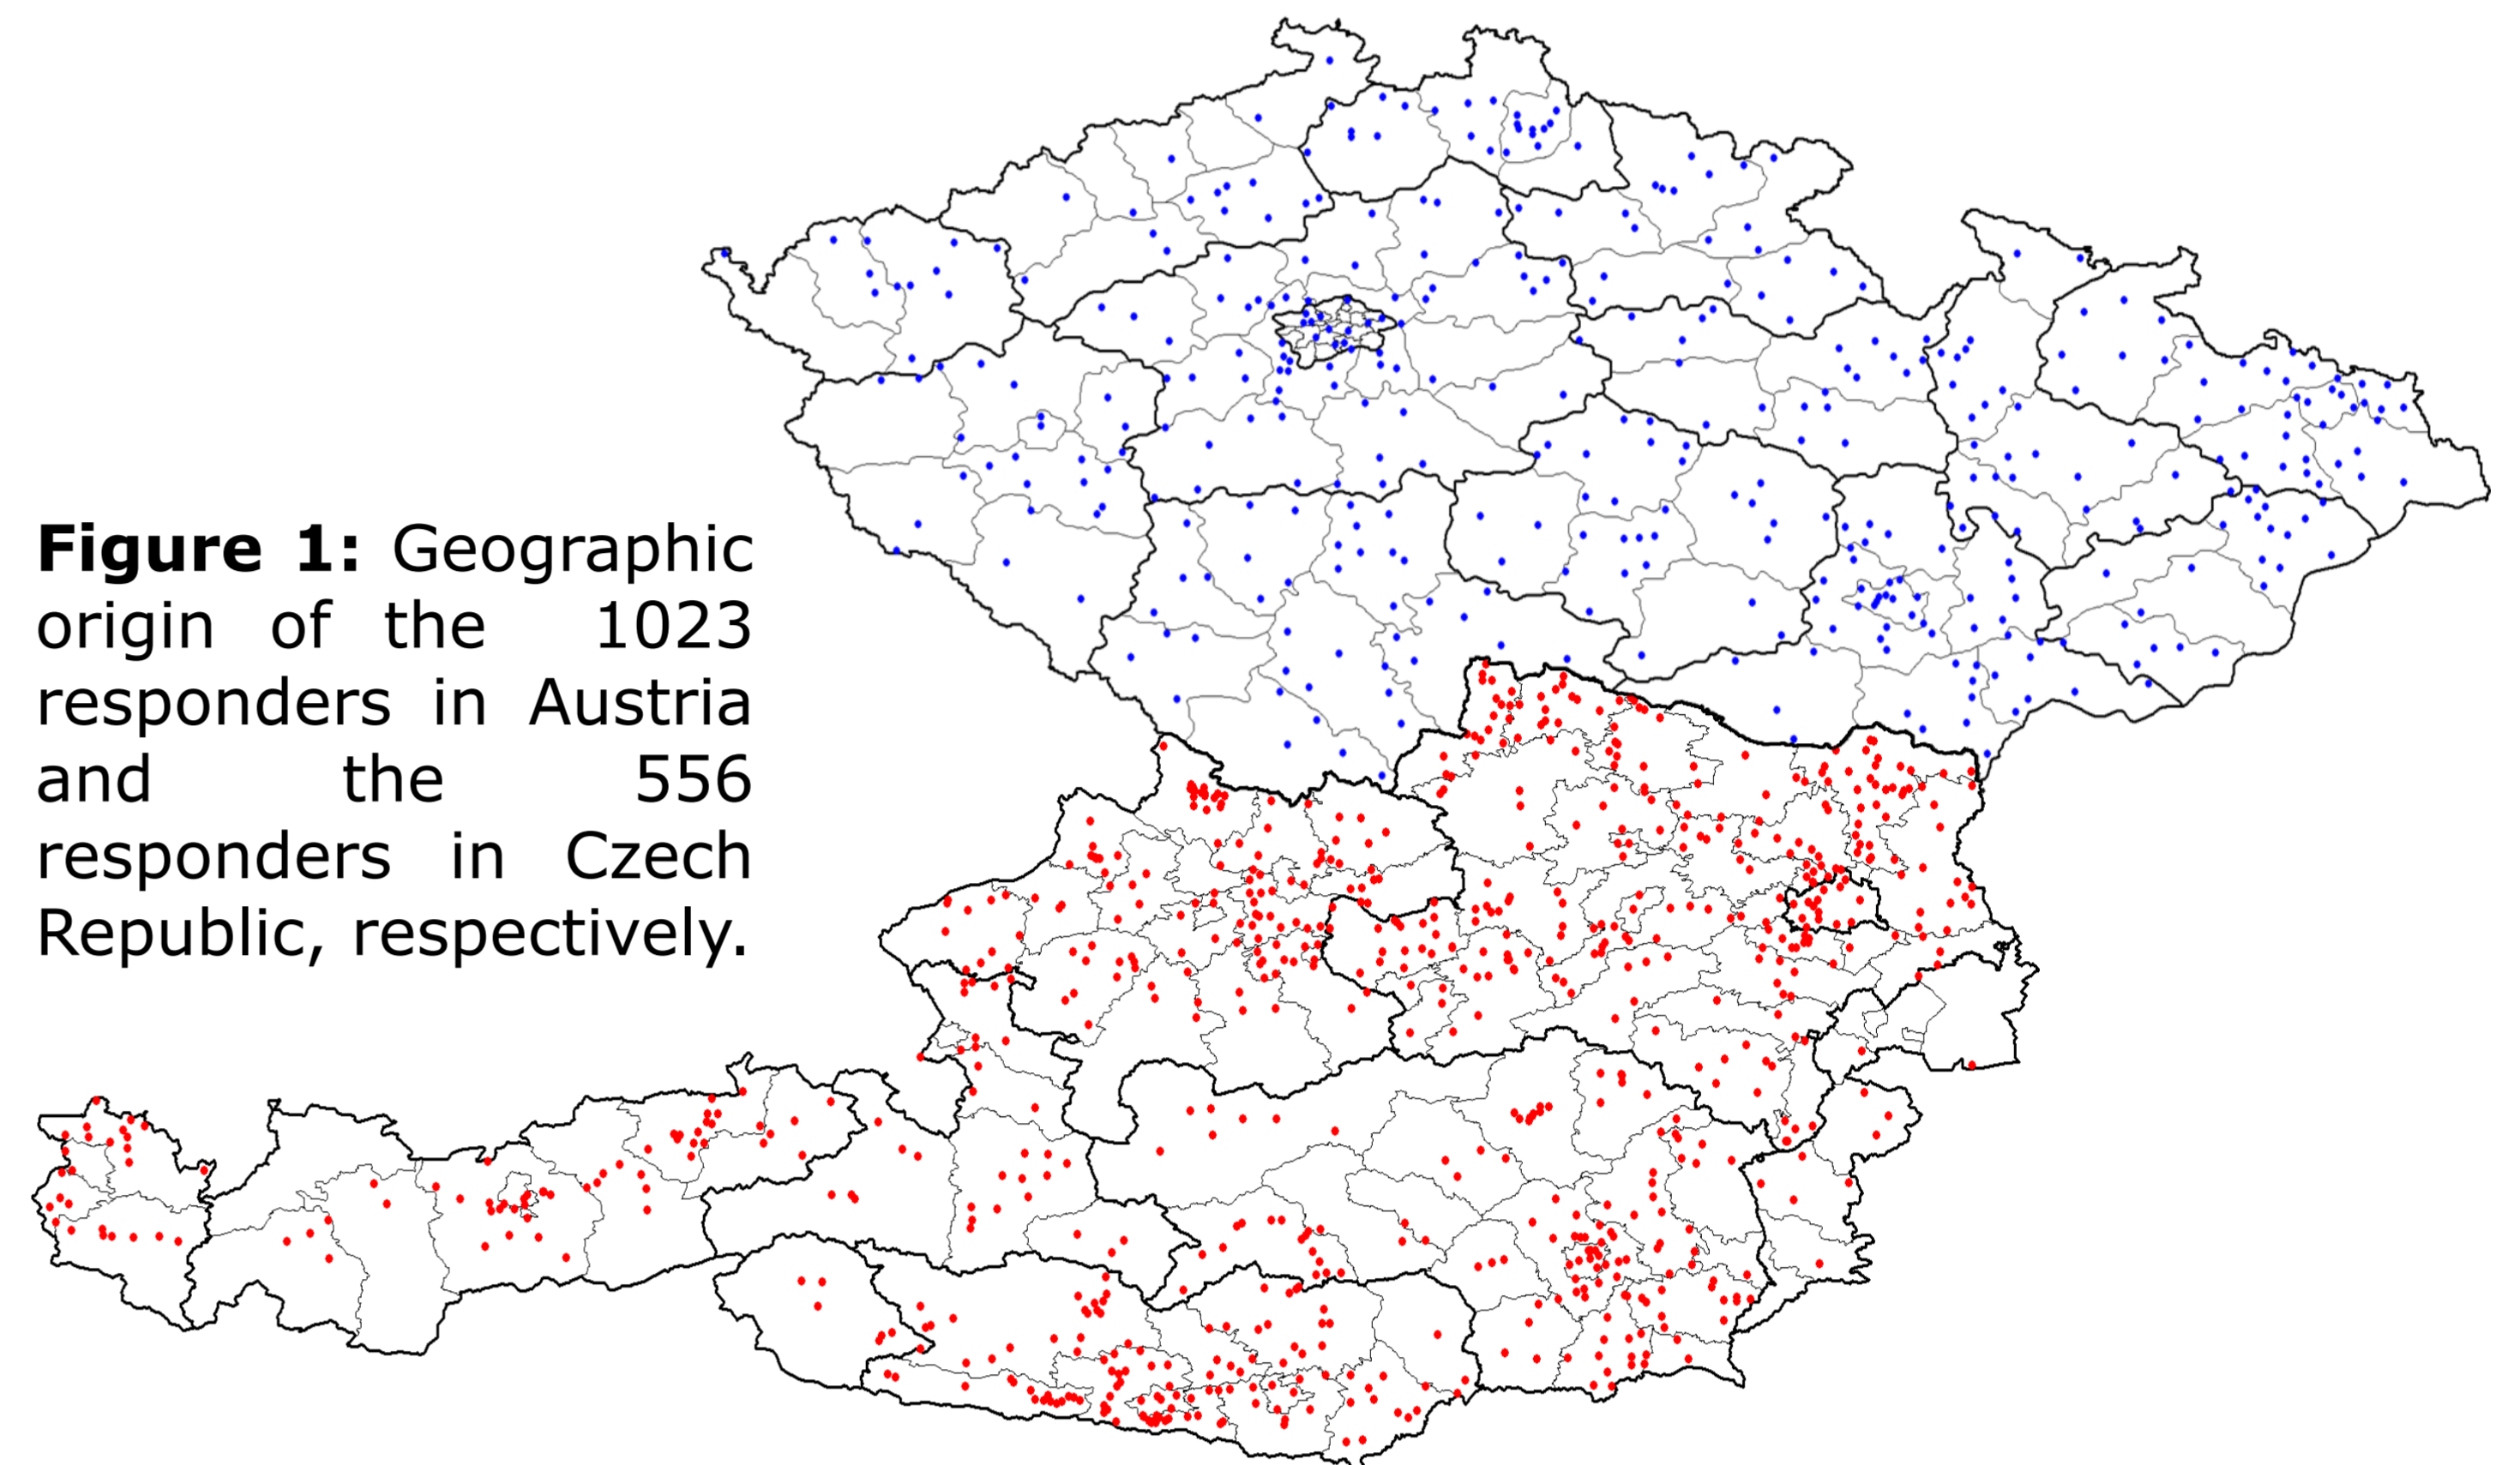 Figure 1: Geographic
origin of the 1023
responders in Austria
and the 556
responders in Czech
Republic, respectively.